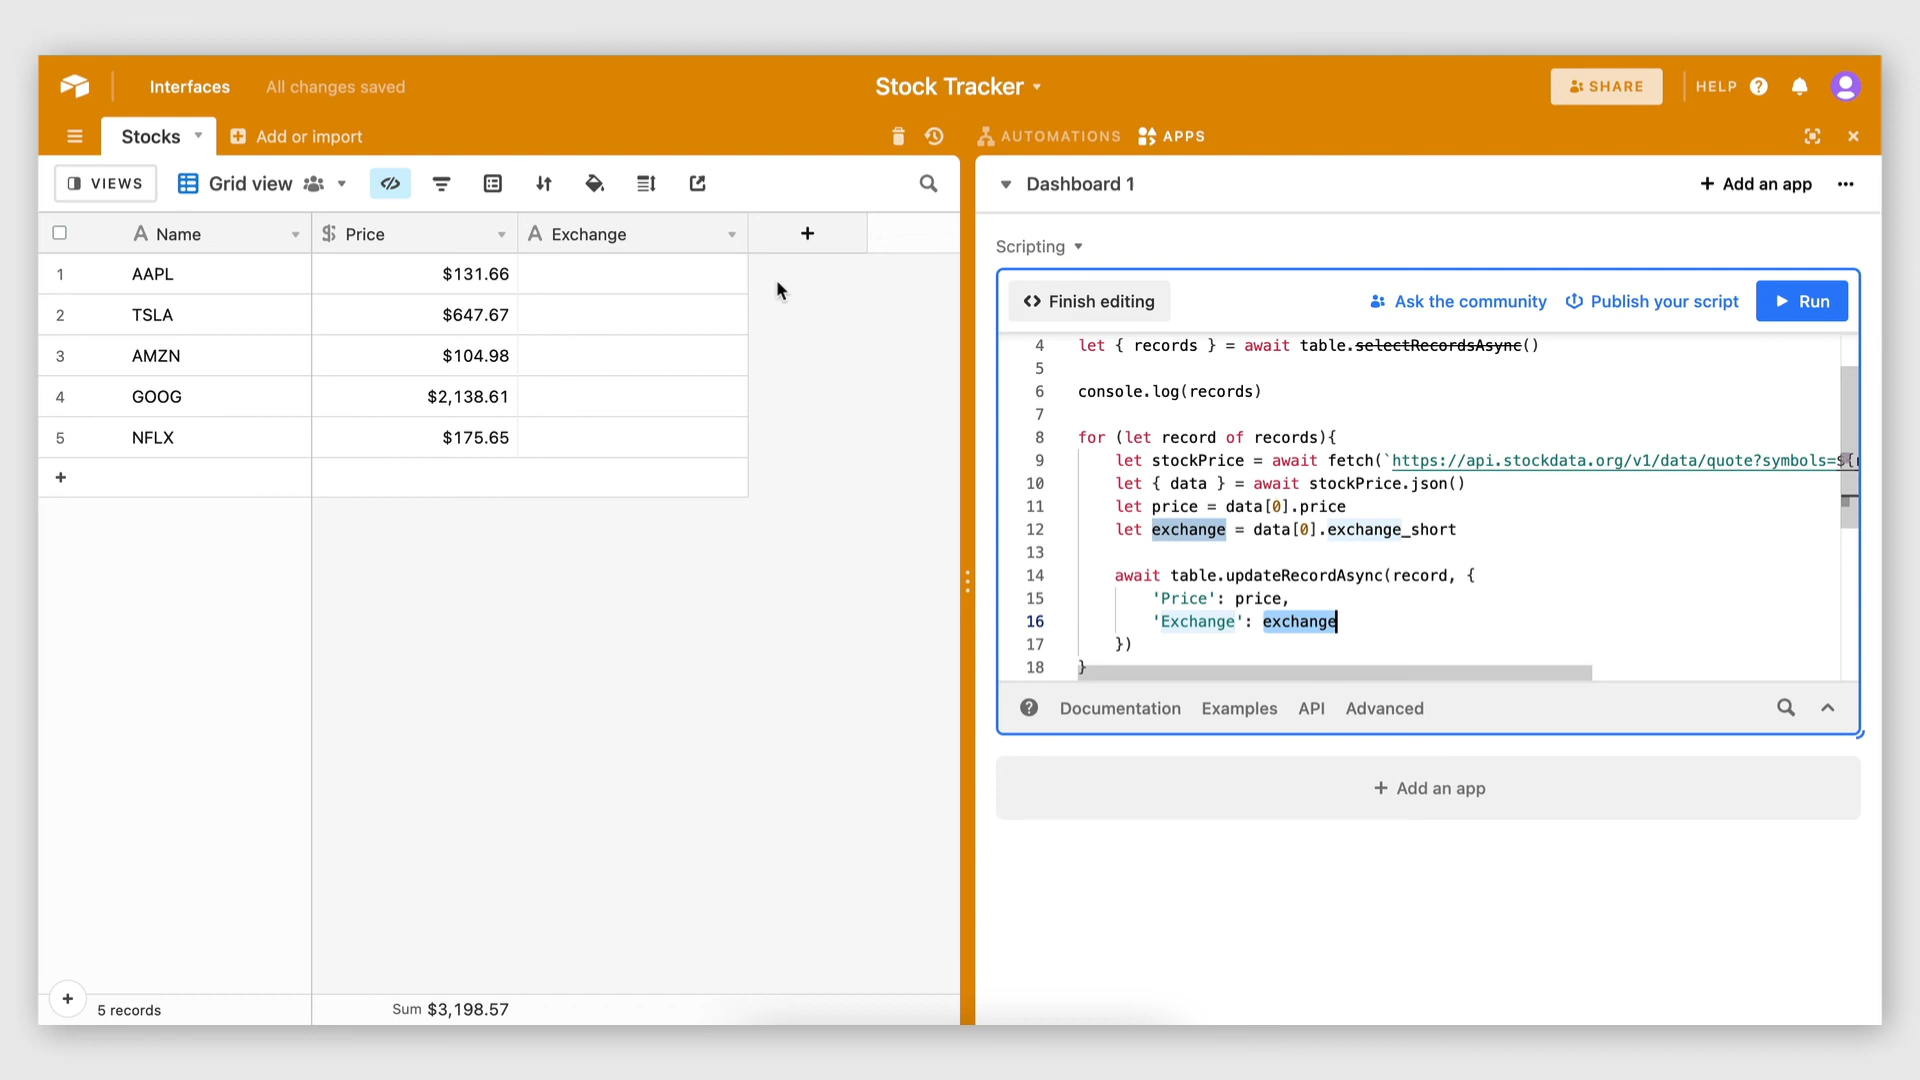 Interfaces
All changes saved
Stock Tracker
SHARE
HELP
Stocks
Add or import
AUTOMATIONS
APPS
VIEWS
Grid view
Dashboard 1
Add an app
Name
Price
Exchange
1 AAPL $131.66
2 TSLA $647.67
3 AMZN $104.98
4 GOOG $2,138.61
5 NFLX $175.65
5 records
Sum $3,198.57
Scripting
Finish editing
Ask the community
Publish your script
Run
4 let { records } = await table.selectRecordsAsync()
5
6 console.log(records)
7
8 for (let record of records){
9 let stockPrice = await fetch(`https://api.stockdata.org/v1/data/quote?symbols=${
10 let { data } = await stockPrice.json()
11 let price = data[0].price
12 let exchange = data[0].exchange_short
13
14 await table.updateRecordAsync(record, {
15 'Price': price,
16 'Exchange': exchange
17 })
18 }
Documentation
Examples
API
Advanced
Add an app